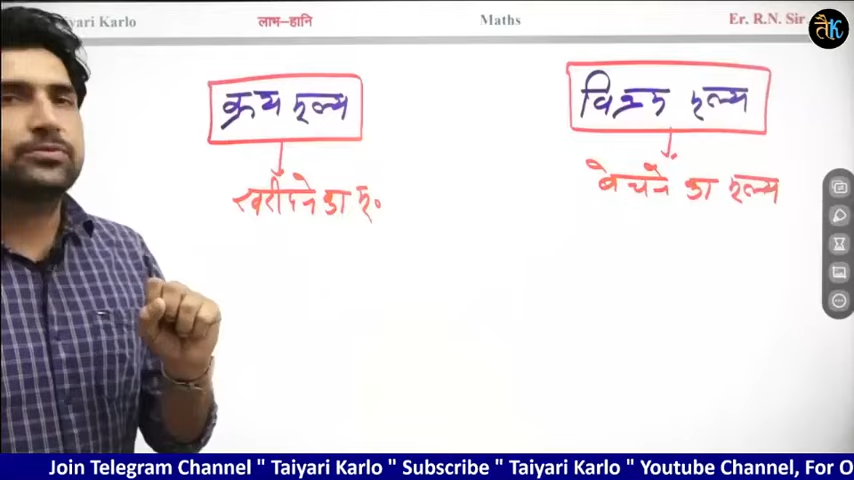 Taiyari Karlo लाभ-हानि Maths Er. R.N. Sir
तैK
क्रय मूल्य विक्रय मूल्य
खरीदने का मू० बेचने का मूल्य
Join Telegram Channel " Taiyari Karlo " Subscribe " Taiyari Karlo " YouTube Channel, For O